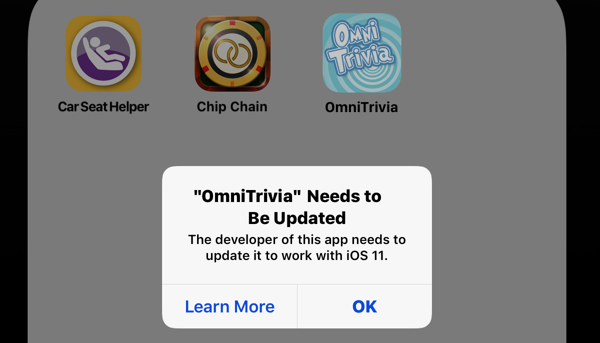 OMNi
TRiviA
Car Seat Helper
Chip Chain
OmniTrivia
"OmniTrivia" Needs to
Be Updated
The developer of this app needs to
update it to work with iOS 11.
Learn More
OK